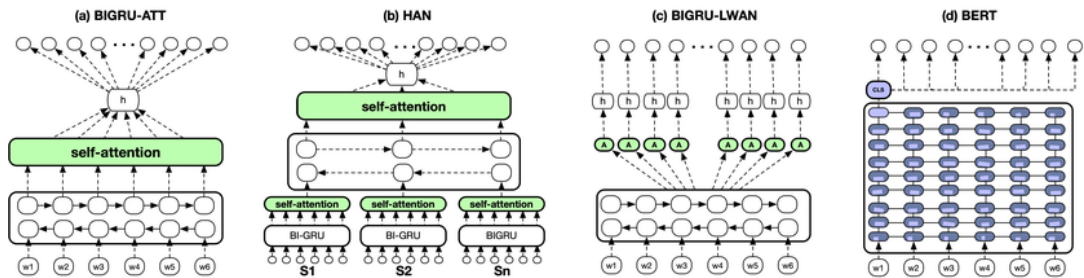 (a) BIGRU-ATT
h
self-attention
w1 w2 w3 w4 w5 w6
(b) HAN
h
self-attention
self-attention self-attention self-attention
BI-GRU BI-GRU BIGRU
S1 S2 Sn
(c) BIGRU-LWAN
h h h h h h h h
A A A A A A A A
w1 w2 w3 w4 w5 w6
(d) BERT
CLS
w1 w2 w3 w4 w5 w6